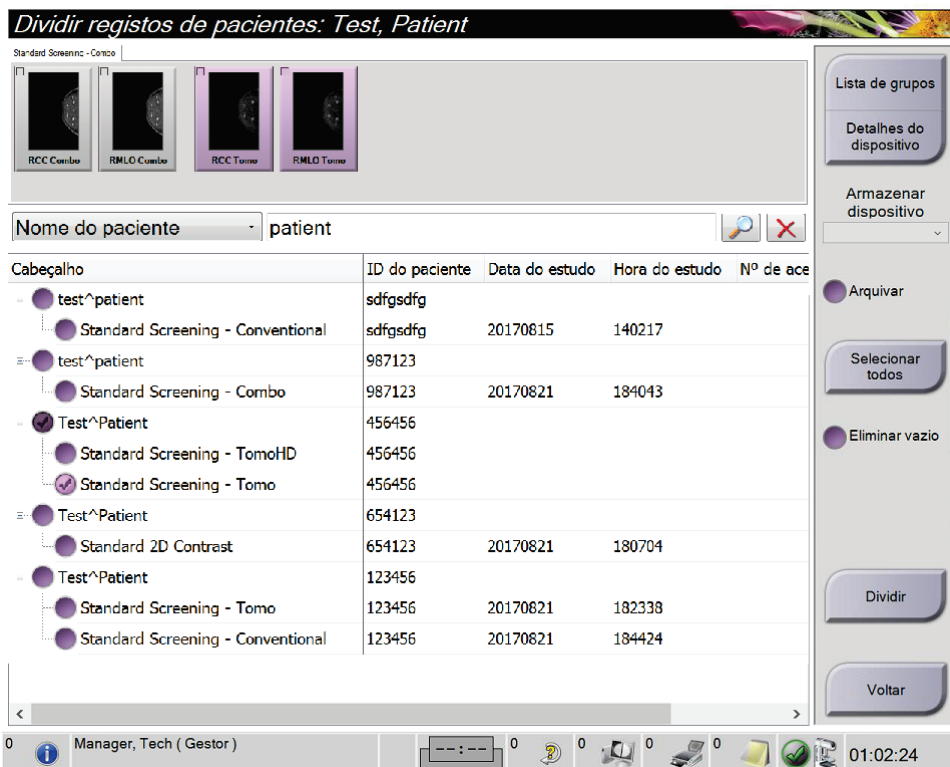 Dividir registos de pacientes: Test, Patient
Standard Screening - Combo
RCC Combo RMLO Combo RCC Tomo RMLO Tomo
Nome do paciente patient
Cabeçalho ID do paciente Data do estudo Hora do estudo Nº de ace
test^patient sdfgsdfg
Standard Screening - Conventional sdfgsdfg 20170815 140217
test^patient 987123
Standard Screening - Combo 987123 20170821 184043
Test^Patient 456456
Standard Screening - TomoHD 456456
Standard Screening - Tomo 456456
Test^Patient 654123
Standard 2D Contrast 654123 20170821 180704
Test^Patient 123456
Standard Screening - Tomo 123456 20170821 182338
Standard Screening - Conventional 123456 20170821 184424
Lista de grupos
Detalhes do
dispositivo
Armazenar
dispositivo
Arquivar
Selecionar
todos
Eliminar vazio
Dividir
Voltar
0 Manager, Tech ( Gestor ) --:-- 0 0 0 0 01:02:24